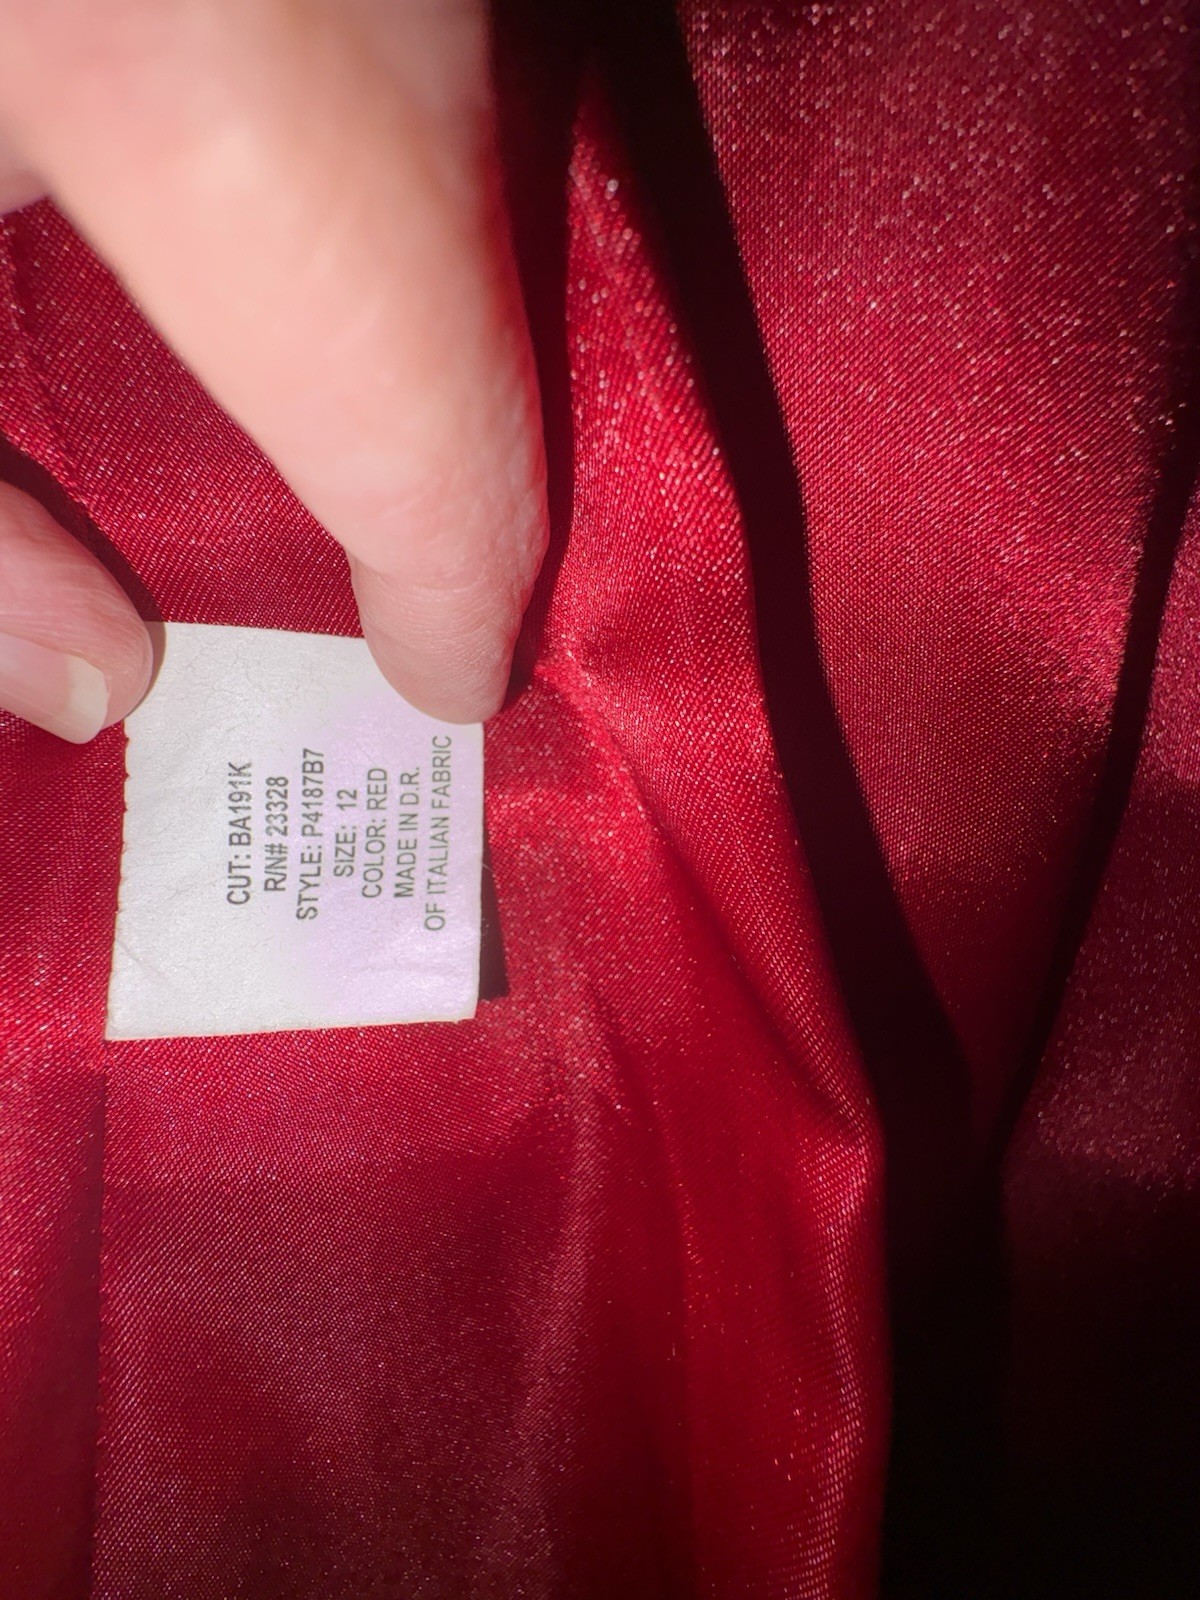 CUT: BA191K
R/N# 23328
STYLE: P4187B7
SIZE: 12
COLOR: RED
MADE IN D.R.
OF ITALIAN FABRIC